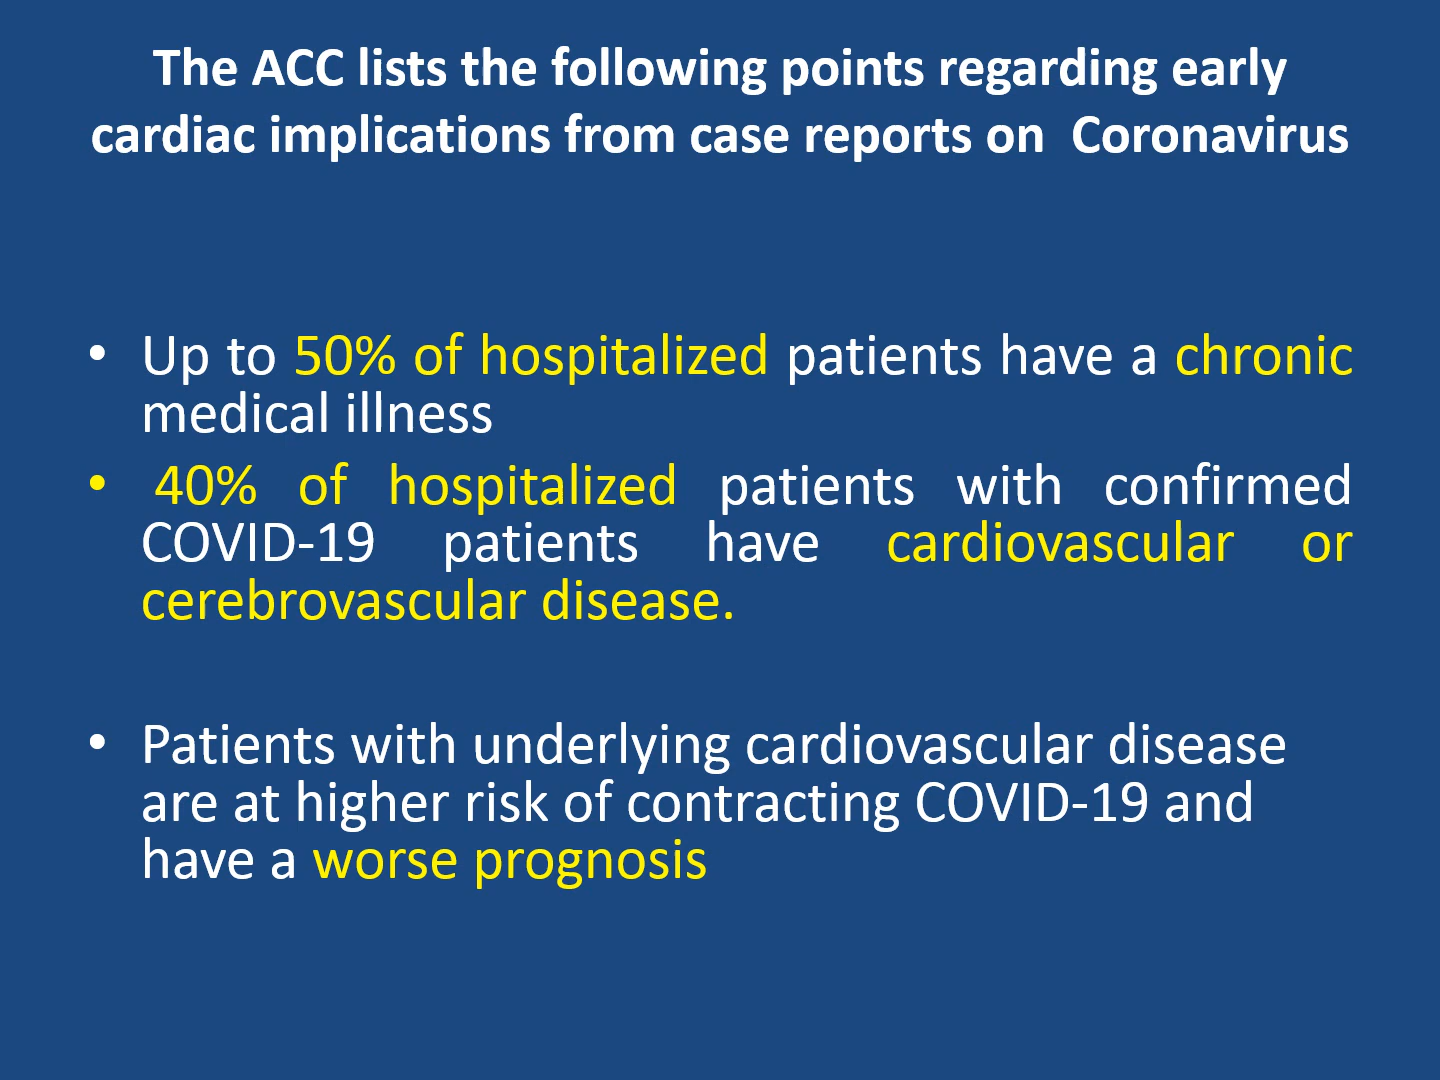 The ACC lists the following points regarding early
cardiac implications from case reports on  Coronavirus
• Up to 50% of hospitalized patients have a chronic
medical illness
• 40% of hospitalized patients with confirmed
COVID-19 patients have cardiovascular or
cerebrovascular disease.
• Patients with underlying cardiovascular disease
are at higher risk of contracting COVID-19 and
have a worse prognosis